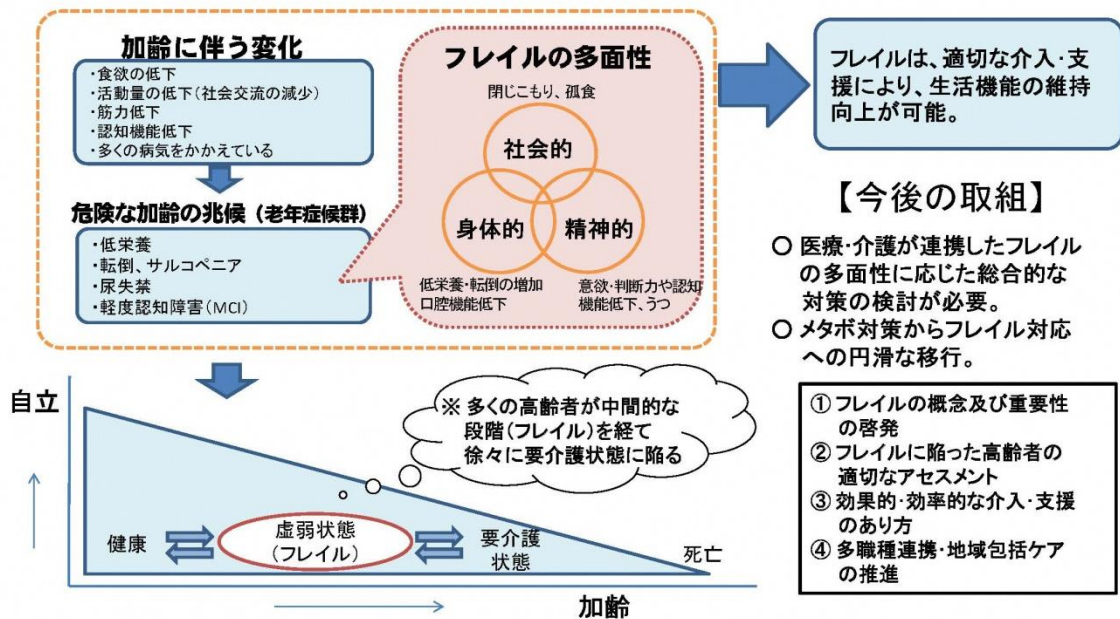 加齢に伴う変化
・食欲の低下
・活動量の低下(社会交流の減少)
・筋力低下
・認知機能低下
・多くの病気をかかえている
危険な加齢の兆候(老年症候群)
・低栄養
・転倒、サルコペニア
・尿失禁
・軽度認知障害(MCI)
フレイルの多面性
閉じこもり、孤食
社会的
身体的
精神的
低栄養・転倒の増加
口腔機能低下
意欲・判断力や認知
機能低下、うつ
フレイルは、適切な介入・支
援により、生活機能の維持
向上が可能。
【今後の取組】
○ 医療・介護が連携したフレイル
の多面性に応じた総合的な
対策の検討が必要。
○ メタボ対策からフレイル対応
への円滑な移行。
① フレイルの概念及び重要性
の啓発
② フレイルに陥った高齢者の
適切なアセスメント
③ 効果的・効率的な介入・支援
のあり方
④ 多職種連携・地域包括ケア
の推進
自立
※ 多くの高齢者が中間的な
段階(フレイル)を経て
徐々に要介護状態に陥る
健康
虚弱状態
(フレイル)
要介護
状態
死亡
加齢